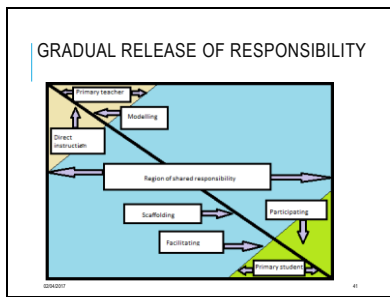 GRADUAL RELEASE OF RESPONSIBILITY
Primary teacher
Modelling
Direct
instruction
Region of shared responsibility
Scaffolding
Participating
Facilitating
Primary student
02/04/2017
41